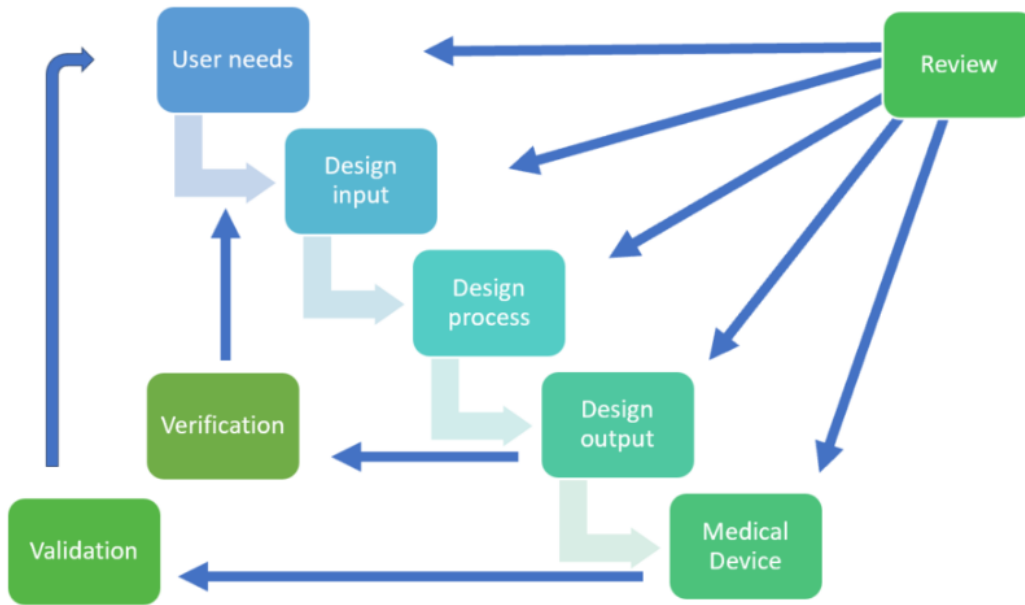 User needs
Review
Design
input
Design
process
Verification
Design
output
Validation
Medical
Device